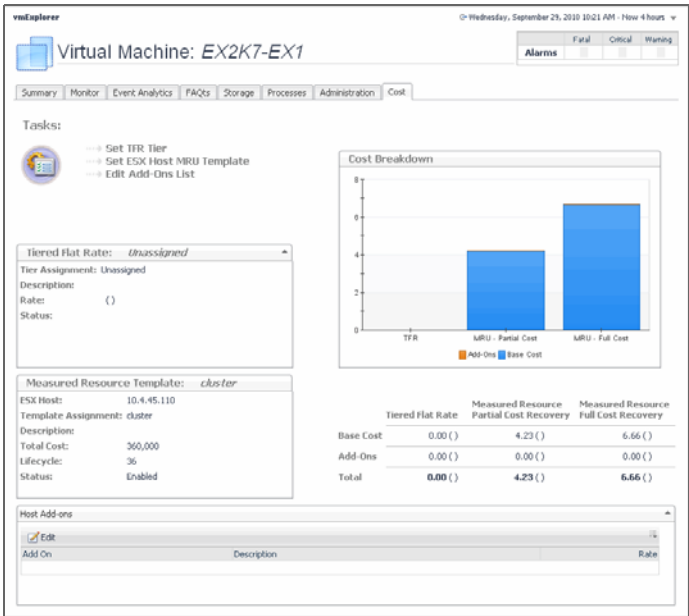 vmExplorer
Wednesday, September 29, 2010 10:21 AM - Now 4 hours
Virtual Machine: EX2K7-EX1
Fatal Critical Warning
Alarms
Summary Monitor Event Analytics FAQts Storage Processes Administration Cost
Tasks:
Set TFR Tier
Set ESX Host MRU Template
Edit Add-Ons List
Cost Breakdown
8
6
4
2
0
TFR MRU - Partial Cost MRU - Full Cost
Add-Ons Base Cost
Tiered Flat Rate: Unassigned
Tier Assignment: Unassigned
Description:
Rate: ()
Status:
Measured Resource Template: cluster
ESX Host: 10.4.45.110
Template Assignment: cluster
Description:
Total Cost: 360,000
Lifecycle: 36
Status: Enabled
Tiered Flat Rate Measured Resource Partial Cost Recovery Measured Resource Full Cost Recovery
Base Cost 0.00 () 4.23 () 6.66 ()
Add-Ons 0.00 () 0.00 () 0.00 ()
Total 0.00 () 4.23 () 6.66 ()
Host Add-ons
Edit
Add On Description Rate